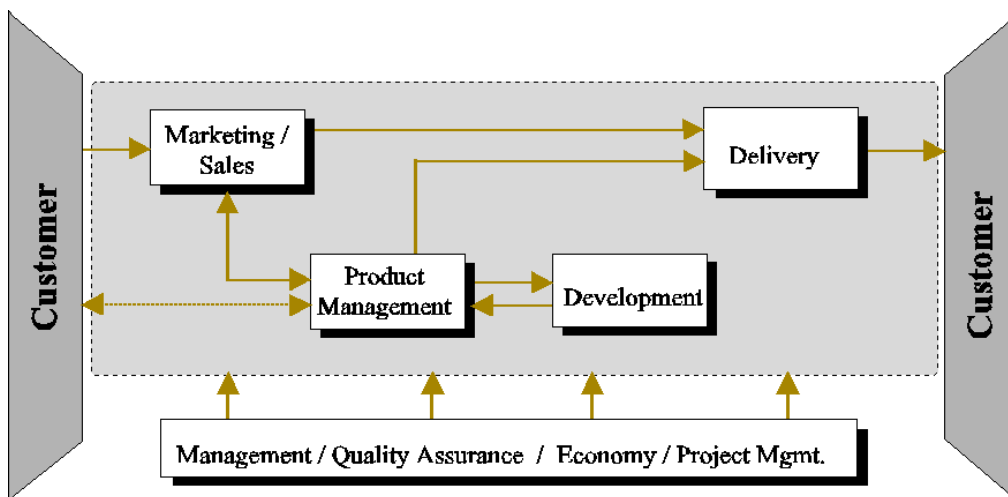 Customer
Marketing /
Sales
Delivery
Product
Management
Development
Customer
Management / Quality Assurance / Economy / Project Mgmt.